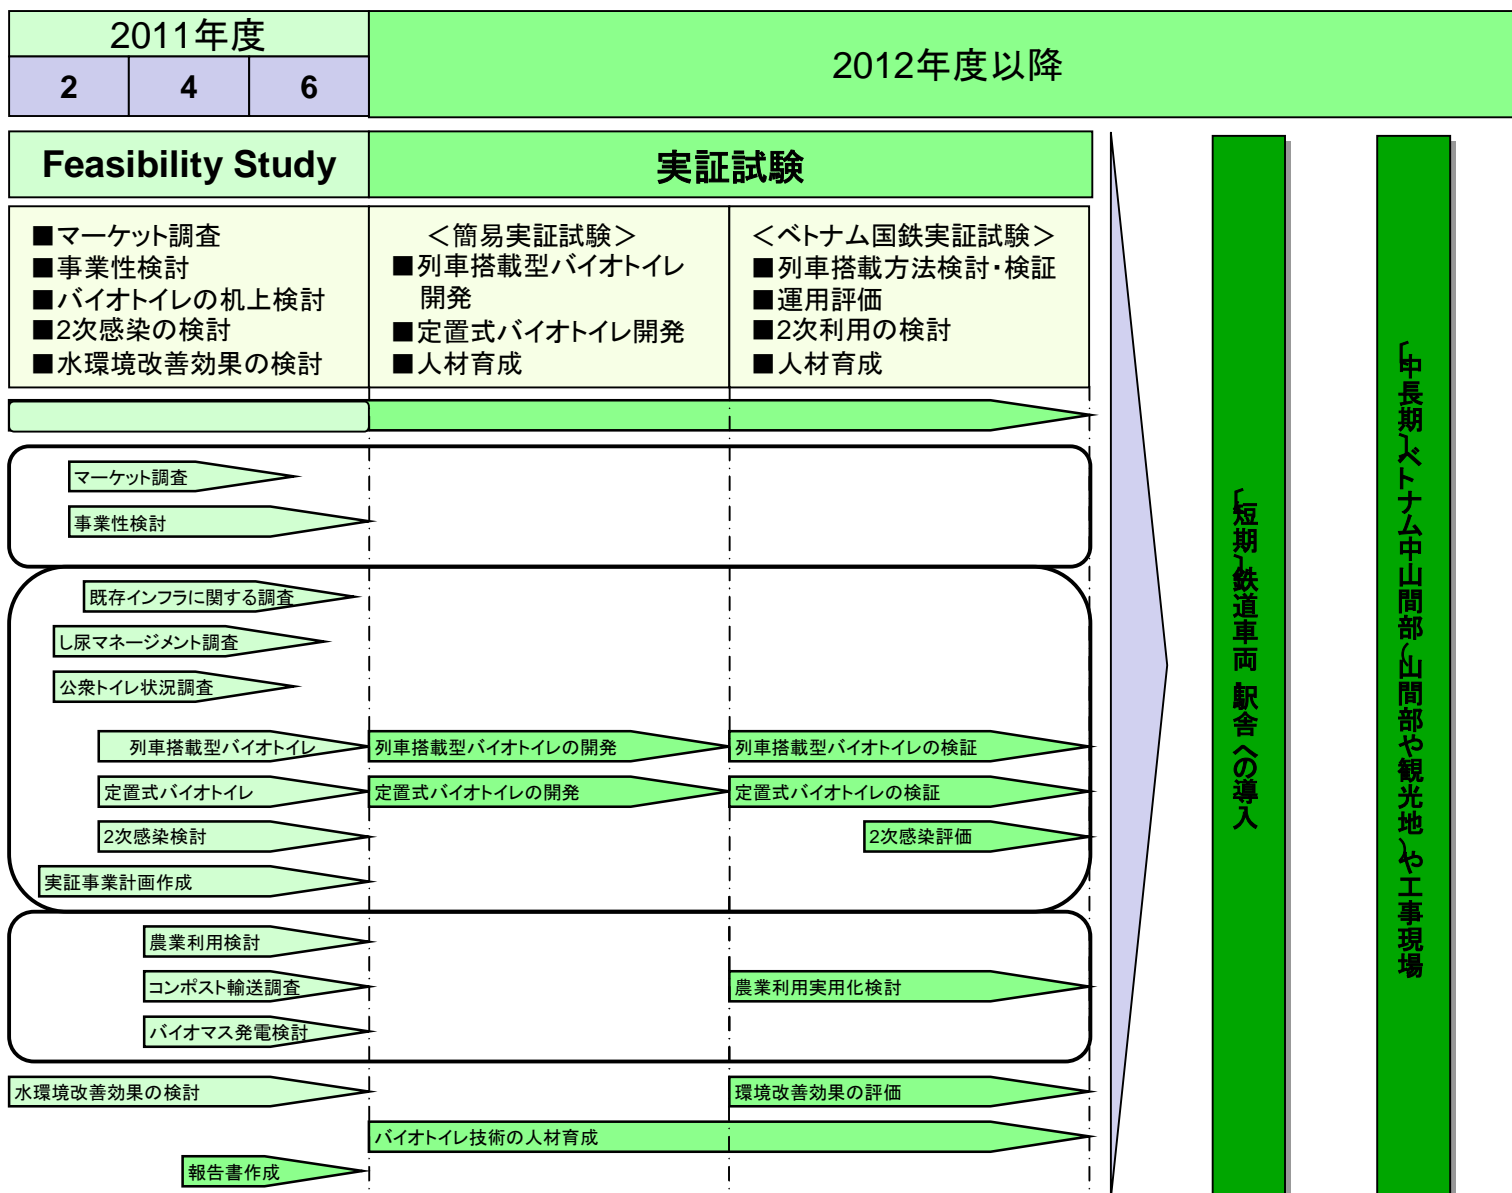 2011年度
2012年度以降
2 4 6
Feasibility Study
実証試験
■マーケット調査
■事業性検討
■バイオトイレの机上検討
■2次感染の検討
■水環境改善効果の検討
＜簡易実証試験＞
■列車搭載型バイオトイレ
開発
■定置式バイオトイレ開発
■人材育成
＜ベトナム国鉄実証試験＞
■列車搭載方法検討・検証
■運用評価
■2次利用の検討
■人材育成
マーケット調査
事業性検討
既存インフラに関する調査
し尿マネージメント調査
公衆トイレ状況調査
列車搭載型バイオトイレ
列車搭載型バイオトイレの開発
列車搭載型バイオトイレの検証
定置式バイオトイレ
定置式バイオトイレの開発
定置式バイオトイレの検証
2次感染検討
2次感染評価
実証事業計画作成
農業利用検討
コンポスト輸送調査
農業利用実用化検討
バイオマス発電検討
水環境改善効果の検討
環境改善効果の評価
バイオトイレ技術の人材育成
報告書作成
〔短期〕鉄道車両 駅舎への導入
〔中長期〕ベトナム中山間部（山間部や観光地）や工事現場